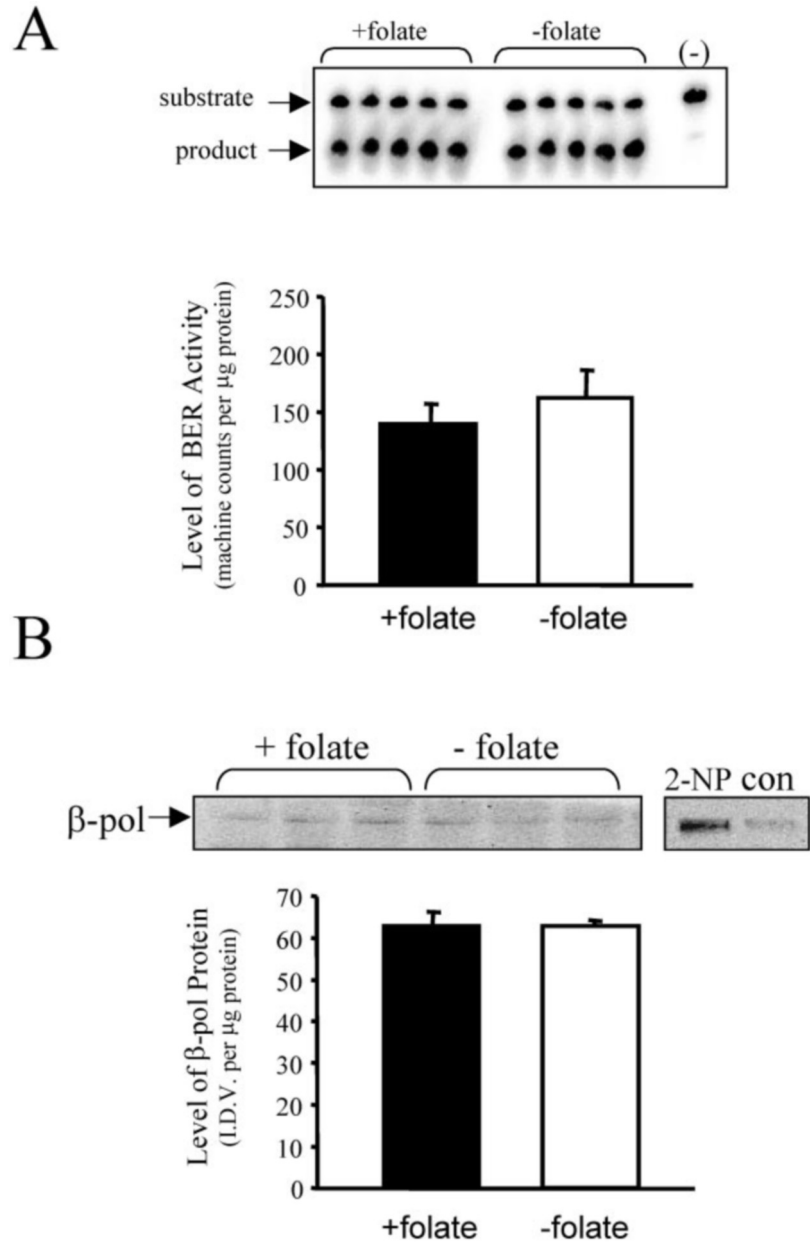 A
+folate -folate (-)
substrate
product
250
200
150
100
50
0
Level of BER Activity
(machine counts per μg protein)
+folate -folate
B
+ folate - folate 2-NP con
β-pol
70
60
50
40
30
20
10
0
Level of β-pol Protein
(I.D.V. per μg protein)
+folate -folate